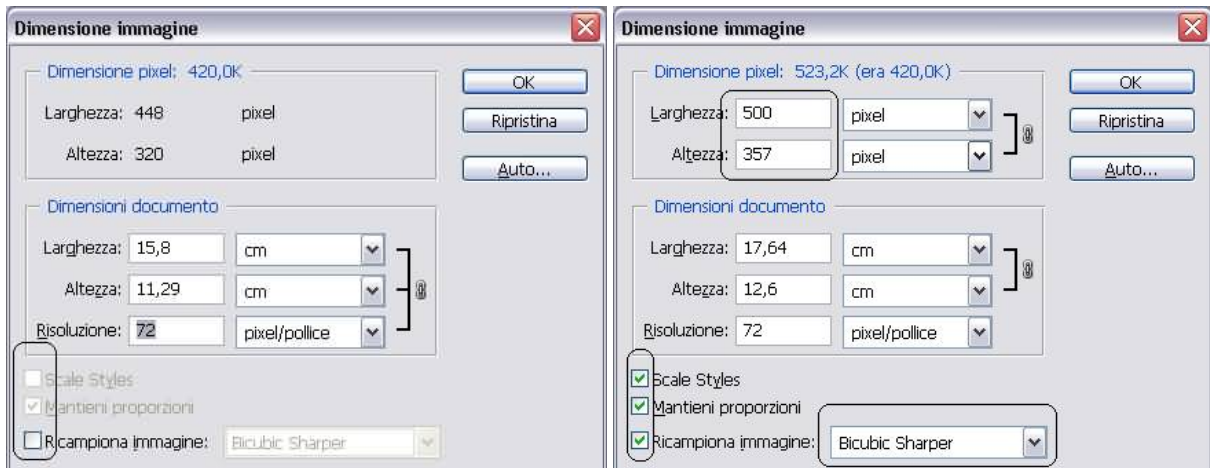 Dimensione immagine
Dimensione pixel: 420,0K
Larghezza: 448 pixel
Altezza: 320 pixel
OK
Ripristina
Auto...
Dimensioni documento
Larghezza: 15,8 cm
Altezza: 11,29 cm
Risoluzione: 72 pixel/pollice
Scale Styles
Mantieni proporzioni
Ricampiona immagine: Bicubic Sharper
Dimensione immagine
Dimensione pixel: 523,2K (era 420,0K)
Larghezza: 500 pixel
Altezza: 357 pixel
OK
Ripristina
Auto...
Dimensioni documento
Larghezza: 17,64 cm
Altezza: 12,6 cm
Risoluzione: 72 pixel/pollice
Scale Styles
Mantieni proporzioni
Ricampiona immagine: Bicubic Sharper